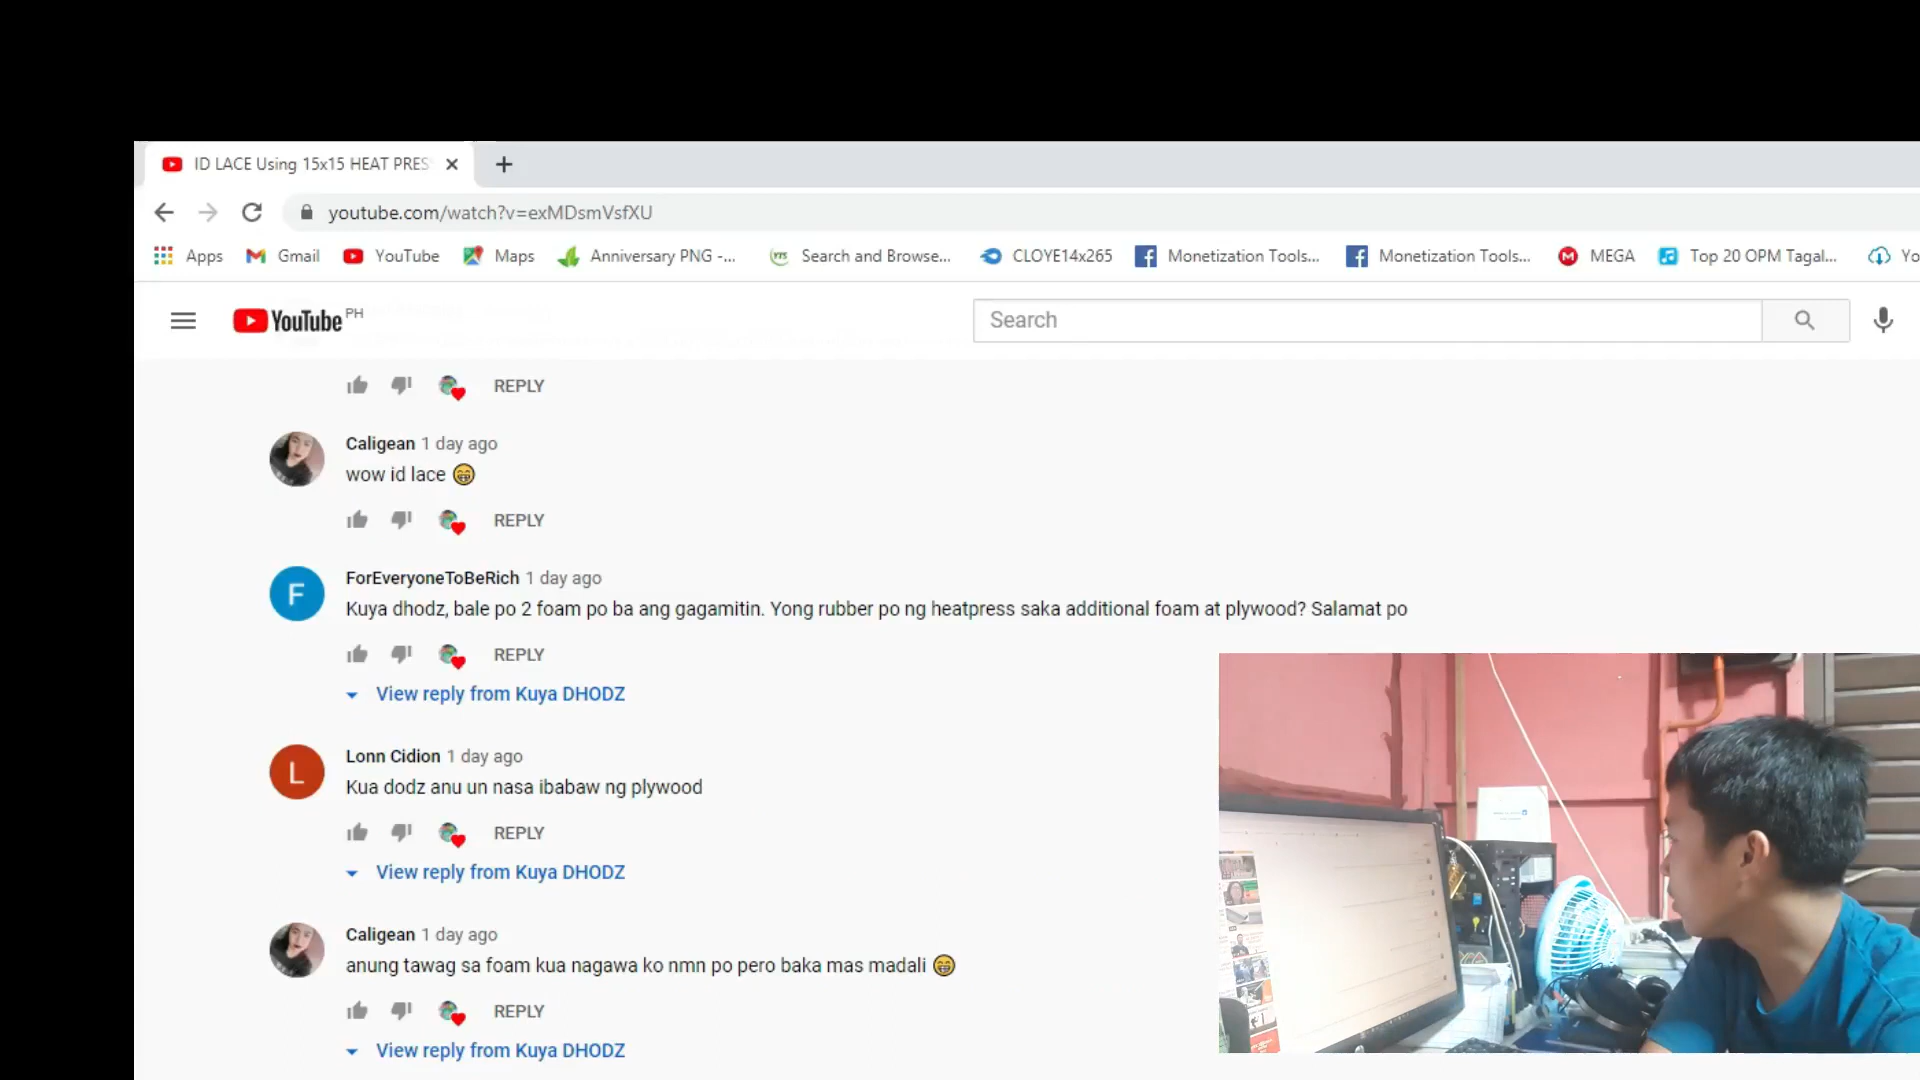 ID LACE Using 15x15 HEAT PRES
youtube.com/watch?v=exMDsmVsfXU
Apps Gmail YouTube Maps Anniversary PNG -... Search and Browse... CLOYE14x265 Monetization Tools... Monetization Tools... MEGA Top 20 OPM Tagal... Yo
YouTube PH Search
REPLY
Caligean 1 day ago
wow id lace 😁
REPLY
F
ForEveryoneToBeRich 1 day ago
Kuya dhodz, bale po 2 foam po ba ang gagamitin. Yong rubber po ng heatpress saka additional foam at plywood? Salamat po
REPLY
View reply from Kuya DHODZ
L
Lonn Cidion 1 day ago
Kua dodz anu un nasa ibabaw ng plywood
REPLY
View reply from Kuya DHODZ
Caligean 1 day ago
anung tawag sa foam kua nagawa ko nmn po pero baka mas madali 😁
REPLY
View reply from Kuya DHODZ